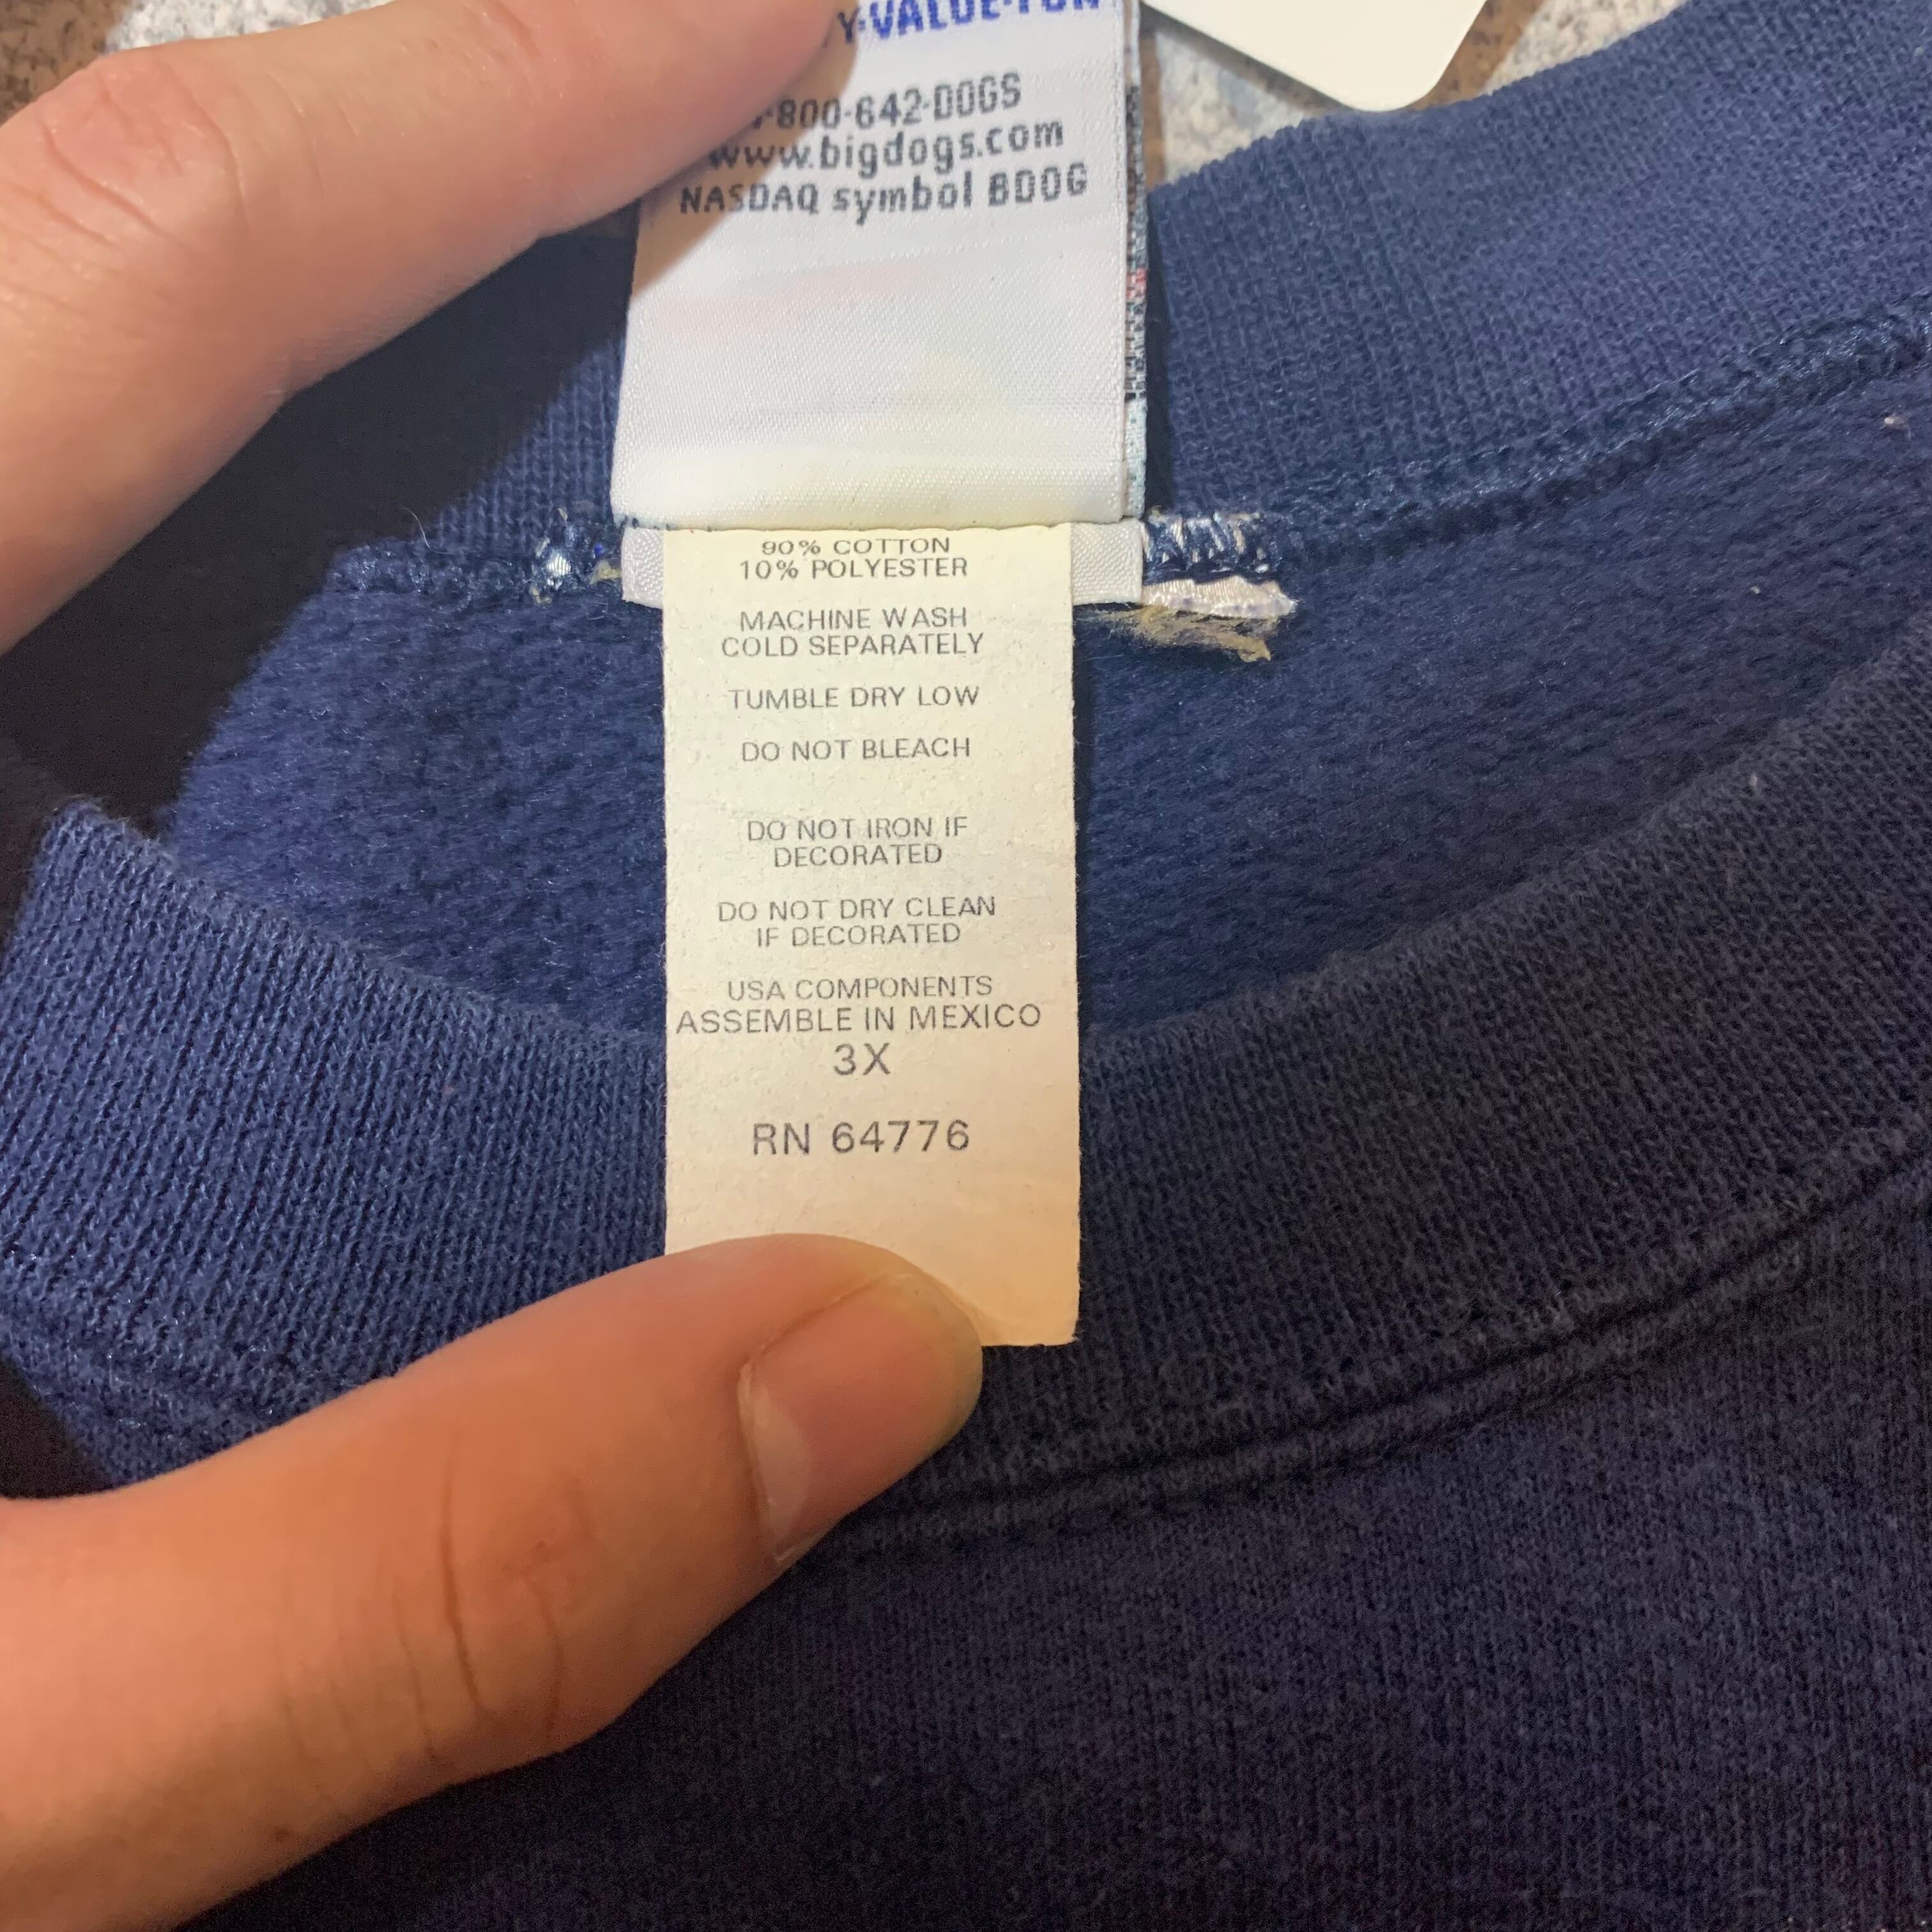 Y·VALUE·FUN
-800-642-DOGS
www.bigdogs.com
NASDAQ symbol BDOG
90% COTTON
10% POLYESTER
MACHINE WASH
COLD SEPARATELY
TUMBLE DRY LOW
DO NOT BLEACH
DO NOT IRON IF
DECORATED
DO NOT DRY CLEAN
IF DECORATED
USA COMPONENTS
ASSEMBLE IN MEXICO
3X
RN 64776